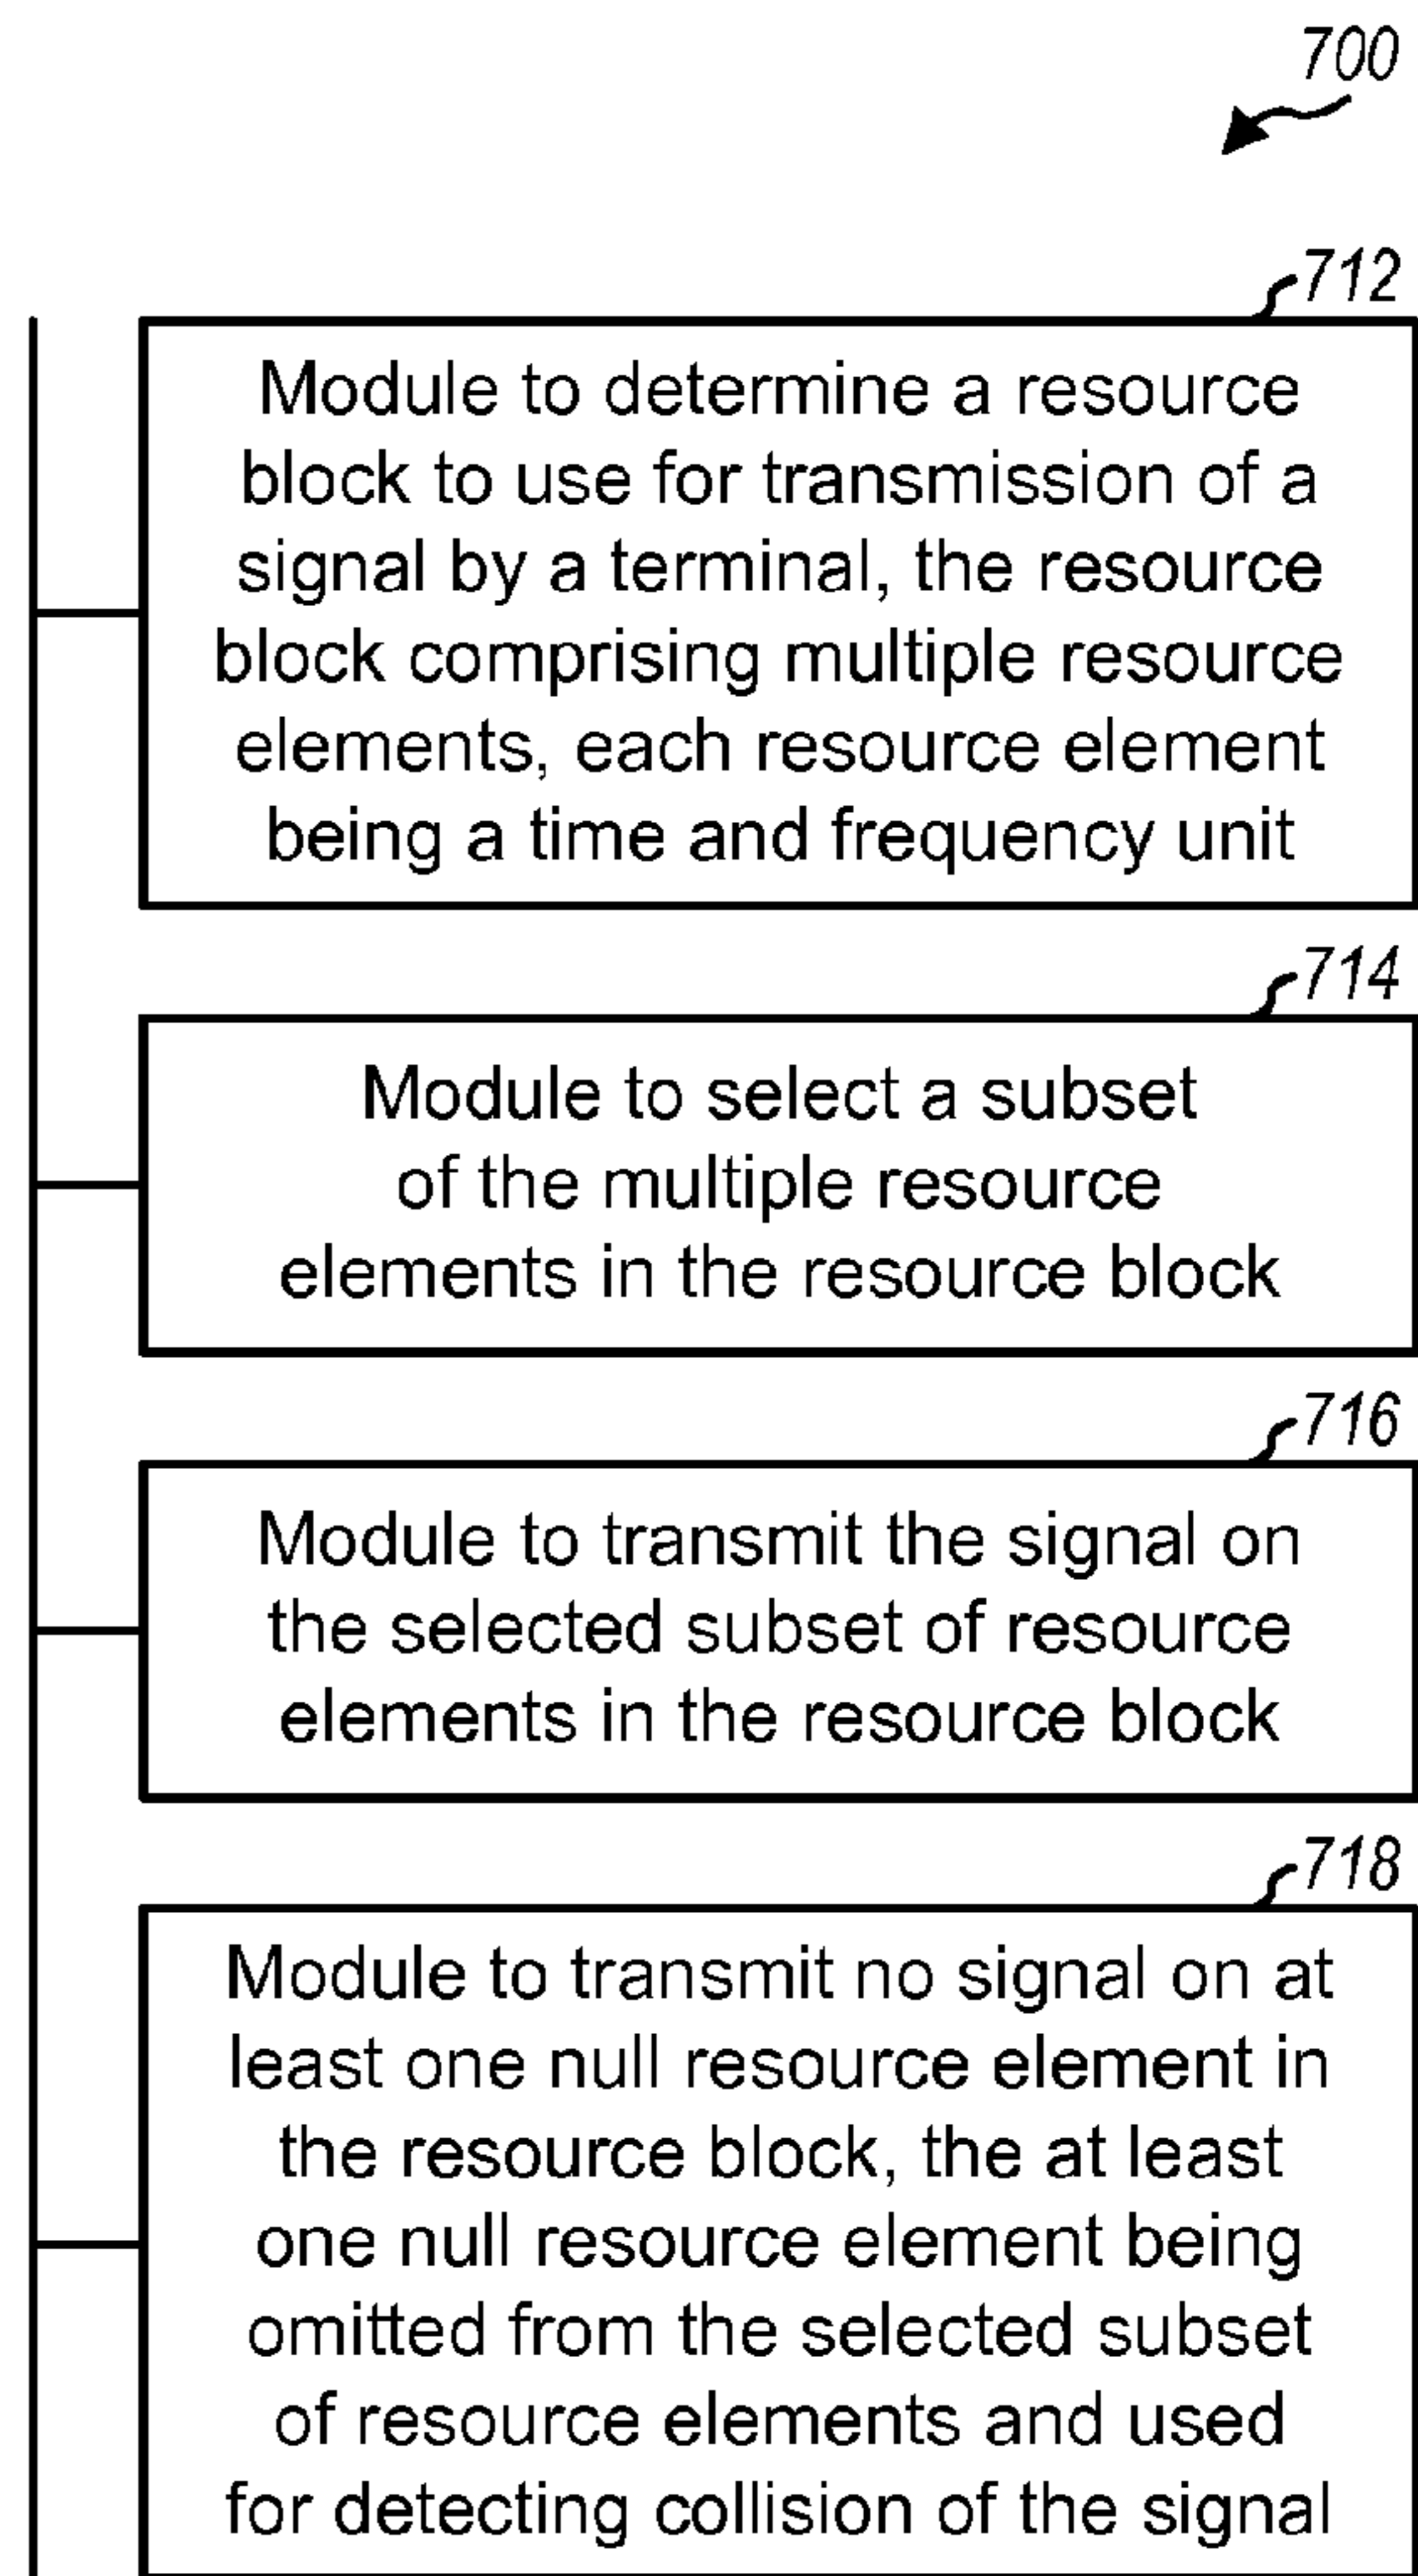 700
712
Module to determine a resource
block to use for transmission of a
signal by a terminal, the resource
block comprising multiple resource
elements, each resource element
being a time and frequency unit
714
Module to select a subset
of the multiple resource
elements in the resource block
716
Module to transmit the signal on
the selected subset of resource
elements in the resource block
718
Module to transmit no signal on at
least one null resource element in
the resource block, the at least
one null resource element being
omitted from the selected subset
of resource elements and used
for detecting collision of the signal